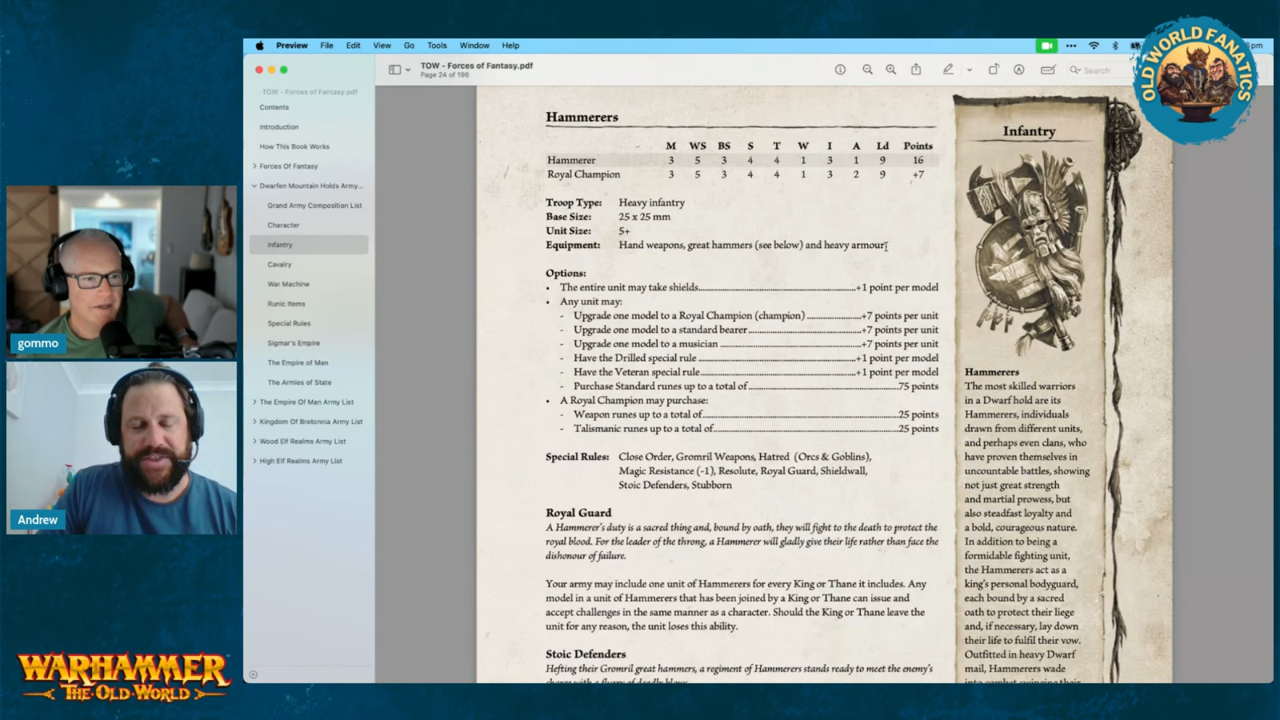 Preview File Edit View Go Tools Window Help
TOW - Forces of Fantasy.pdf
Page 24 of 196
Search
pm
OLD WORLD FANATICS
TOW - Forces of Fantasy.pdf
Contents
Introduction
How This Book Works
Forces Of Fantasy
Dwarfen Mountain Holds Army...
Grand Army Composition List
Character
Infantry
Cavalry
War Machine
Runic Items
Special Rules
Sigmar's Empire
The Empire of Man
The Armies of State
The Empire Of Man Army List
Kingdom Of Bretonnia Army List
Wood Elf Realms Army List
High Elf Realms Army List
gommo
Andrew
WARHAMMER
THE·OLD·WORLD
Hammerers
M WS BS S T W I A Ld Points
Hammerer 3 5 3 4 4 1 3 1 9 16
Royal Champion 3 5 3 4 4 1 3 2 9 +7
Troop Type: Heavy infantry
Base Size: 25 x 25 mm
Unit Size: 5+
Equipment: Hand weapons, great hammers (see below) and heavy armour
Options:
• The entire unit may take shields...+1 point per model
• Any unit may:
- Upgrade one model to a Royal Champion (champion) ...+7 points per unit
- Upgrade one model to a standard bearer...+7 points per unit
- Upgrade one model to a musician ...+7 points per unit
- Have the Drilled special rule ...+1 point per model
- Have the Veteran special rule...+1 point per model
- Purchase Standard runes up to a total of...75 points
• A Royal Champion may purchase:
- Weapon runes up to a total of...25 points
- Talismanic runes up to a total of...25 points
Special Rules: Close Order, Gromril Weapons, Hatred (Orcs & Goblins),
Magic Resistance (-1), Resolute, Royal Guard, Shieldwall,
Stoic Defenders, Stubborn
Royal Guard
A Hammerer's duty is a sacred thing and, bound by oath, they will fight to the death to protect the
royal blood. For the leader of the throng, a Hammerer will gladly give their life rather than face the
dishonour of failure.
Your army may include one unit of Hammerers for every King or Thane it includes. Any
model in a unit of Hammerers that has been joined by a King or Thane can issue and
accept challenges in the same manner as a character. Should the King or Thane leave the
unit for any reason, the unit loses this ability.
Stoic Defenders
Hefting their Gromril great hammers, a regiment of Hammerers stands ready to meet the enemy's
charge with a flurry of deadly blows
Infantry
Hammerers
The most skilled warriors
in a Dwarf hold are its
Hammerers, individuals
drawn from different units,
and perhaps even clans, who
have proven themselves in
uncountable battles, showing
not just great strength
and martial prowess, but
also steadfast loyalty and
a bold, courageous nature.
In addition to being a
formidable fighting unit,
the Hammerers act as a
king's personal bodyguard,
each bound by a sacred
oath to protect their liege
and, if necessary, lay down
their life to fulfil their vow.
Outfitted in heavy Dwarf
mail, Hammerers wade
into combat swinging their